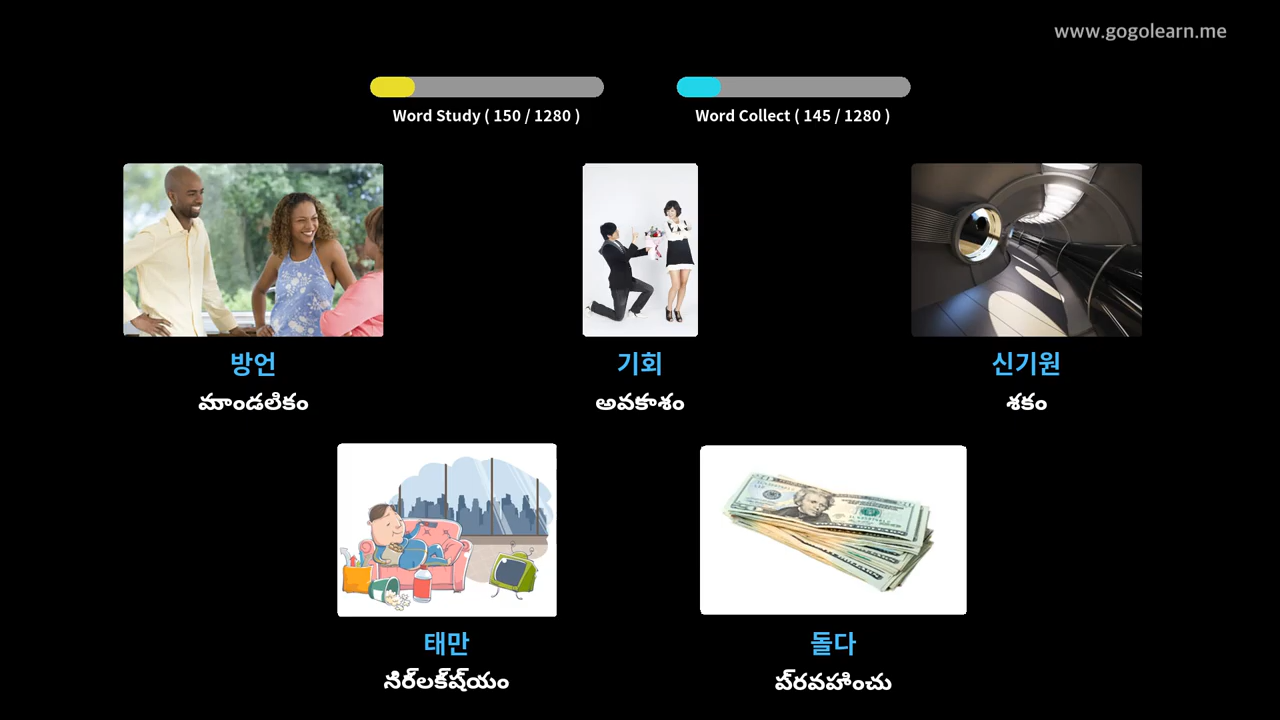 www.gogolearn.me
Word Study ( 150 / 1280 )
Word Collect ( 145 / 1280 )
방언
మాండలికం
기회
అవకాశం
신기원
శకం
태만
నిర్‌లక్‌ష్‌యం
돌다
ప్‌రవహించు